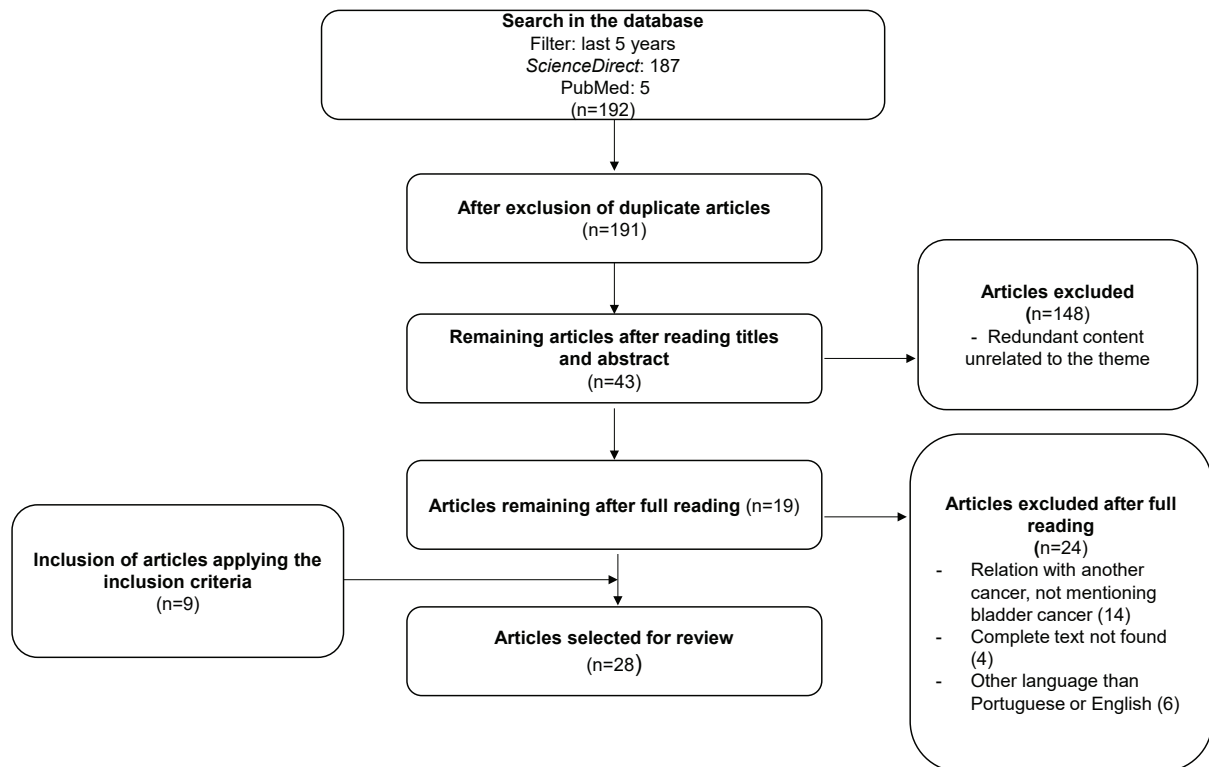 Search in the database
Filter: last 5 years
ScienceDirect: 187
PubMed: 5
(n=192)
After exclusion of duplicate articles
(n=191)
Remaining articles after reading titles
and abstract
(n=43)
Articles excluded
(n=148)
- Redundant content
unrelated to the theme
Articles remaining after full reading (n=19)
Articles excluded after full
reading
(n=24)
- Relation with another
cancer, not mentioning
bladder cancer (14)
- Complete text not found
(4)
- Other language than
Portuguese or English (6)
Inclusion of articles applying the
inclusion criteria
(n=9)
Articles selected for review
(n=28)